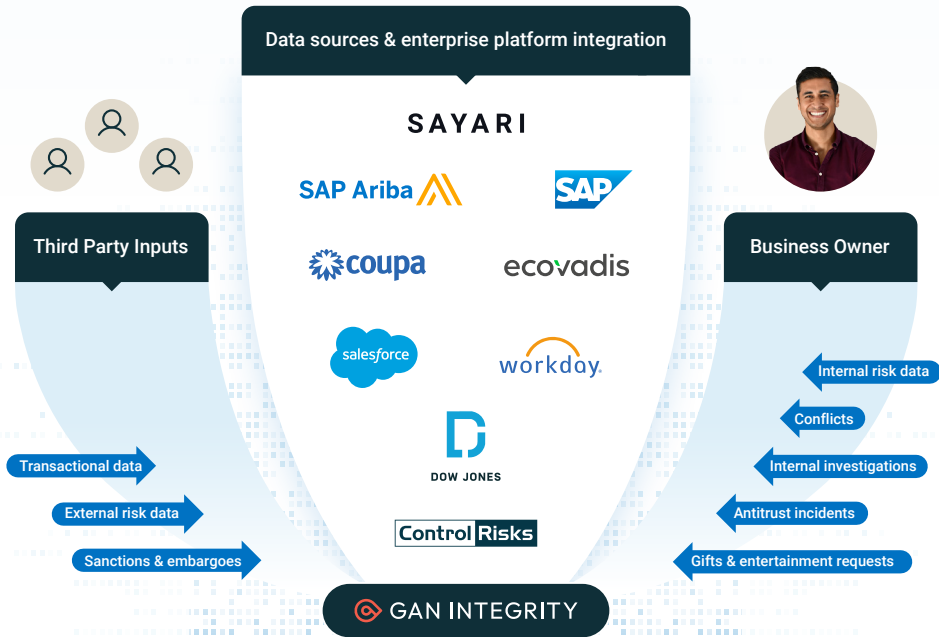 Data sources & enterprise platform integration
SAYARI
SAP Ariba
SAP
coupa
ecovadis
salesforce
workday®
DOW JONES
Control Risks
Third Party Inputs
Transactional data
External risk data
Sanctions & embargoes
Business Owner
Internal risk data
Conflicts
Internal investigations
Antitrust incidents
Gifts & entertainment requests
GAN INTEGRITY